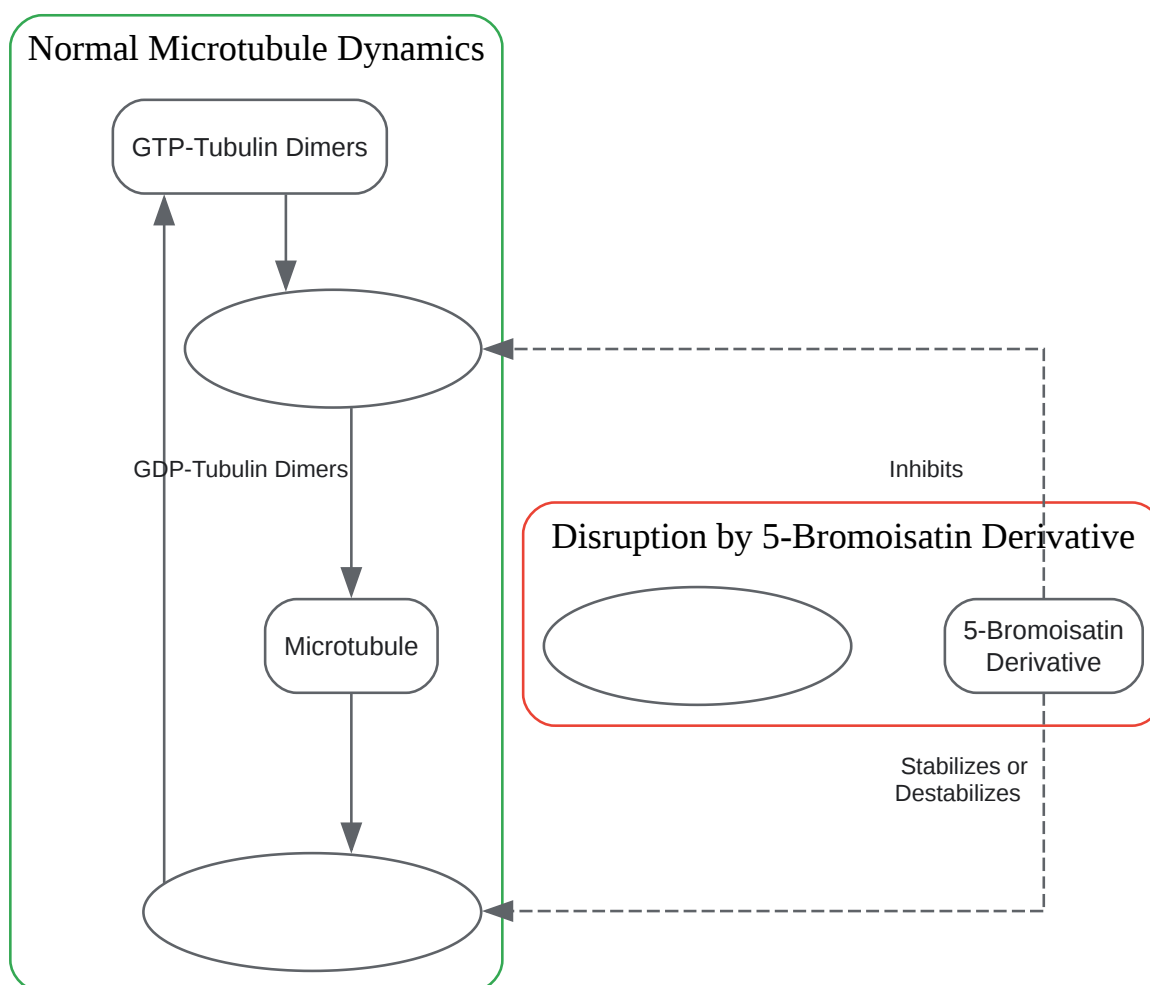 Normal Microtubule Dynamics
GTP-Tubulin Dimers
GDP-Tubulin Dimers
Inhibits
Disruption by 5-Bromoisatin Derivative
Microtubule
5-Bromoisatin
Derivative
Stabilizes or
Destabilizes